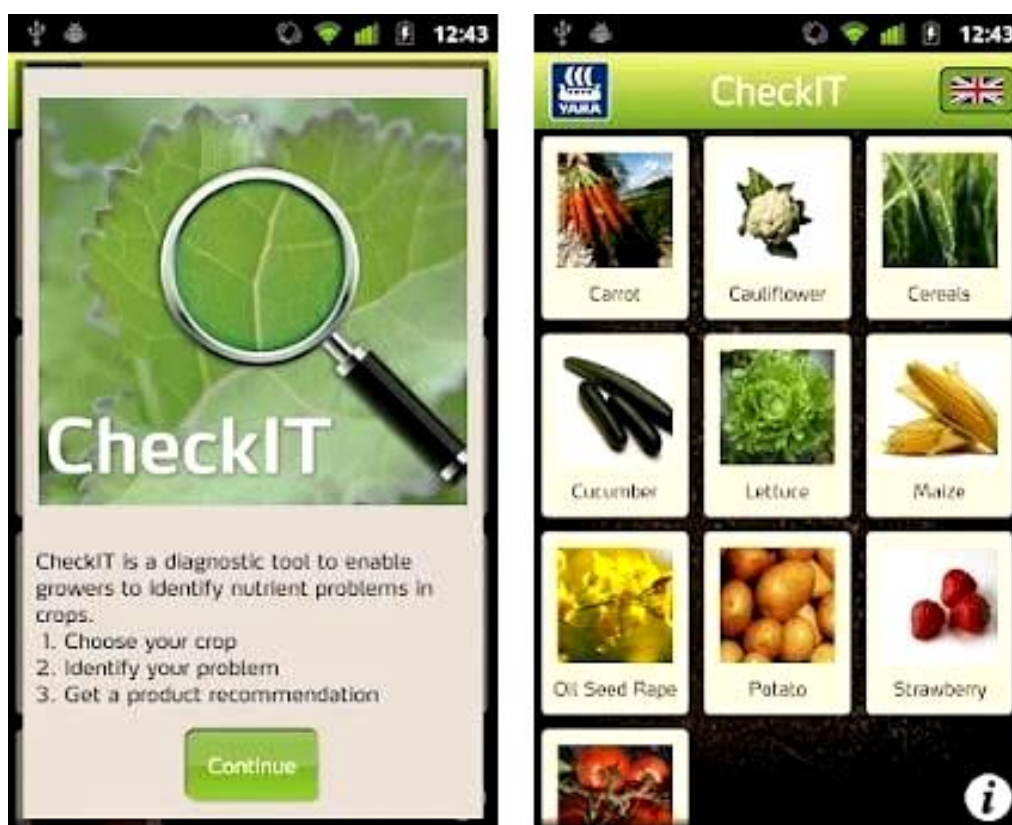 12:43
CheckIT
CheckIT is a diagnostic tool to enable
growers to identify nutrient problems in
crops.
1. Choose your crop
2. Identify your problem
3. Get a product recommendation
Continue
12:43
YARA
CheckIT
Carrot
Cauliflower
Cereals
Cucumber
Lettuce
Maize
Oil Seed Rape
Potato
Strawberry
i